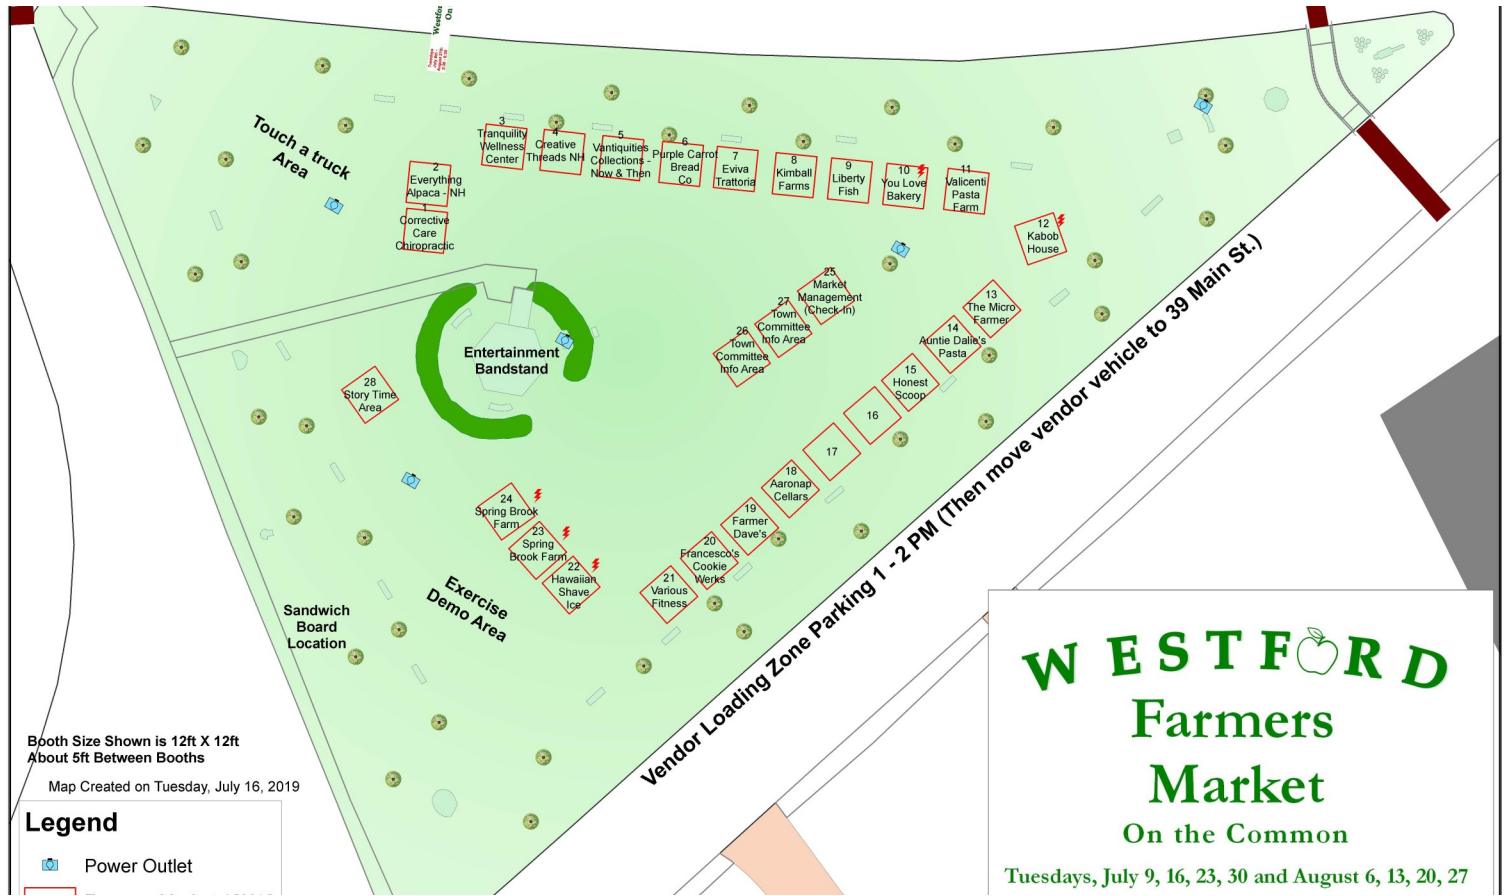 Westfor
On
Tuesdays
Touch a truck
Area
3
Tranquility
Wellness
Center
4
Creative
Threads NH
5
Vantiquities
Collections -
Now & Then
6
Purple Carrot
Bread
Co
7
Eviva
Trattoria
8
Kimball
Farms
9
Liberty
Fish
10
You Love
Bakery
11
Valicenti
Pasta
Farm
2
Everything
Alpaca - NH
1
Corrective
Care
Chiropractic
12
Kabob
House
25
Market
Management
(Check-In)
27
Town
Committee
Info Area
26
Town
Committee
Info Area
13
The Micro
Farmer
14
Auntie Dalie's
Pasta
15
Honest
Scoop
16
17
18
Aaronap
Cellars
19
Farmer
Dave's
20
Francesco's
Cookie
Werks
21
Various
Fitness
Entertainment
Bandstand
28
Story Time
Area
24
Spring Brook
Farm
23
Spring
Brook Farm
22
Hawaiian
Shave
Ice
Exercise
Demo Area
Sandwich
Board
Location
Vendor Loading Zone Parking 1 - 2 PM (Then move vendor vehicle to 39 Main St.)
Booth Size Shown is 12ft X 12ft
About 5ft Between Booths
Map Created on Tuesday, July 16, 2019
Legend
Power Outlet
WESTFORD
Farmers
Market
On the Common
Tuesdays, July 9, 16, 23, 30 and August 6, 13, 20, 27